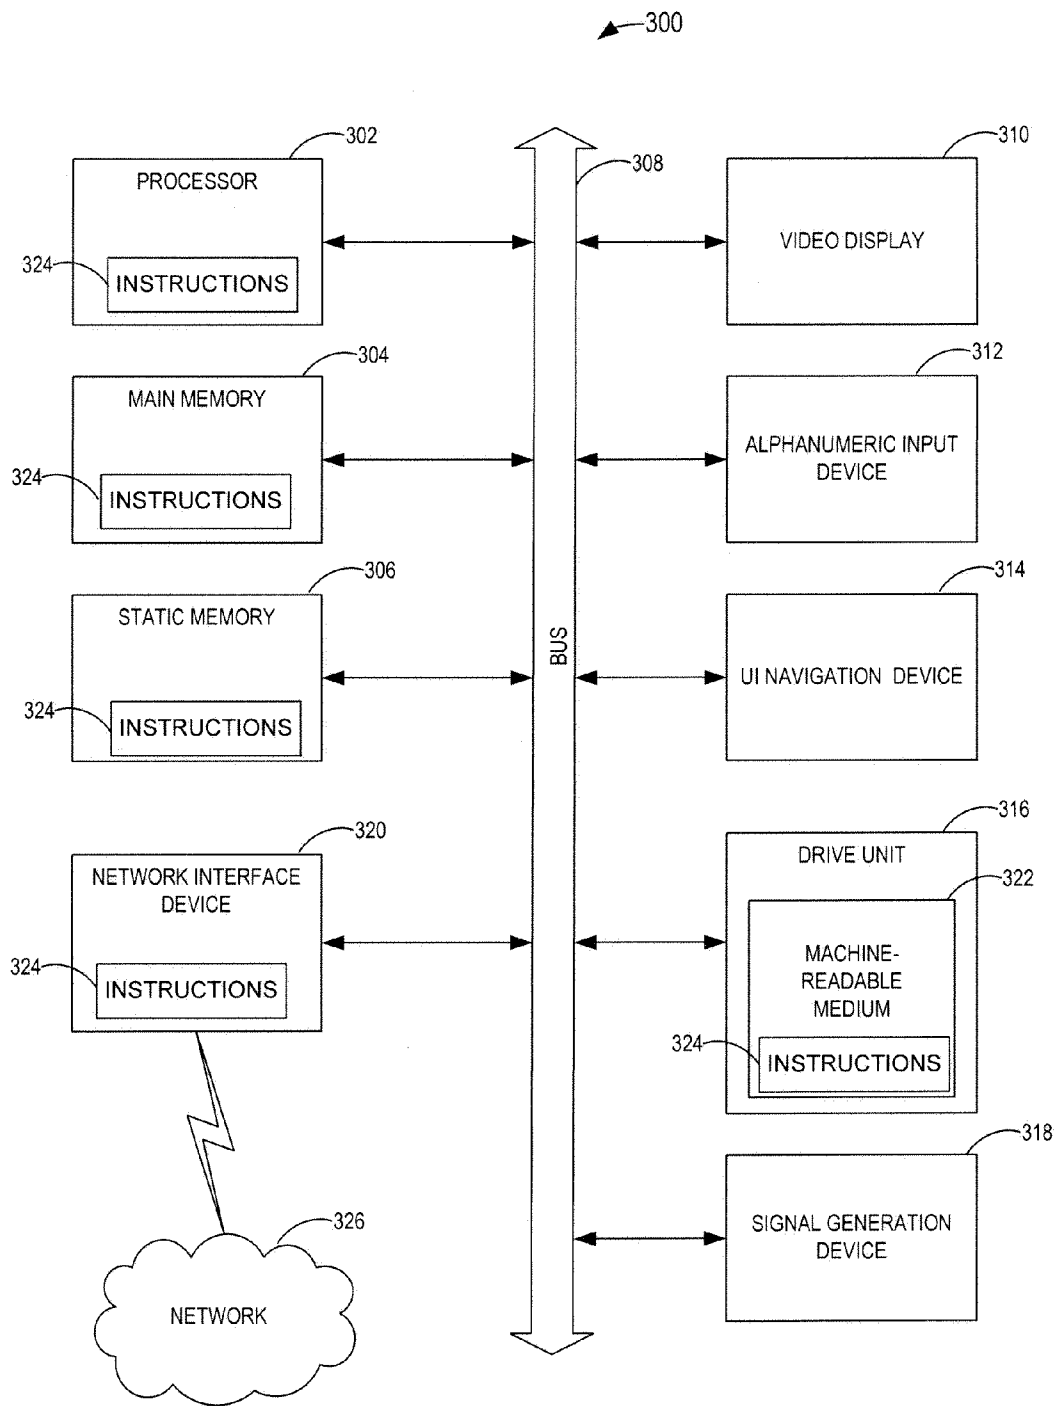 300
302
PROCESSOR
324
INSTRUCTIONS
304
MAIN MEMORY
324
INSTRUCTIONS
306
STATIC MEMORY
324
INSTRUCTIONS
320
NETWORK INTERFACE
DEVICE
324
INSTRUCTIONS
326
NETWORK
308
BUS
310
VIDEO DISPLAY
312
ALPHANUMERIC INPUT
DEVICE
314
UI NAVIGATION DEVICE
316
DRIVE UNIT
322
MACHINE-
READABLE
MEDIUM
324
INSTRUCTIONS
318
SIGNAL GENERATION
DEVICE